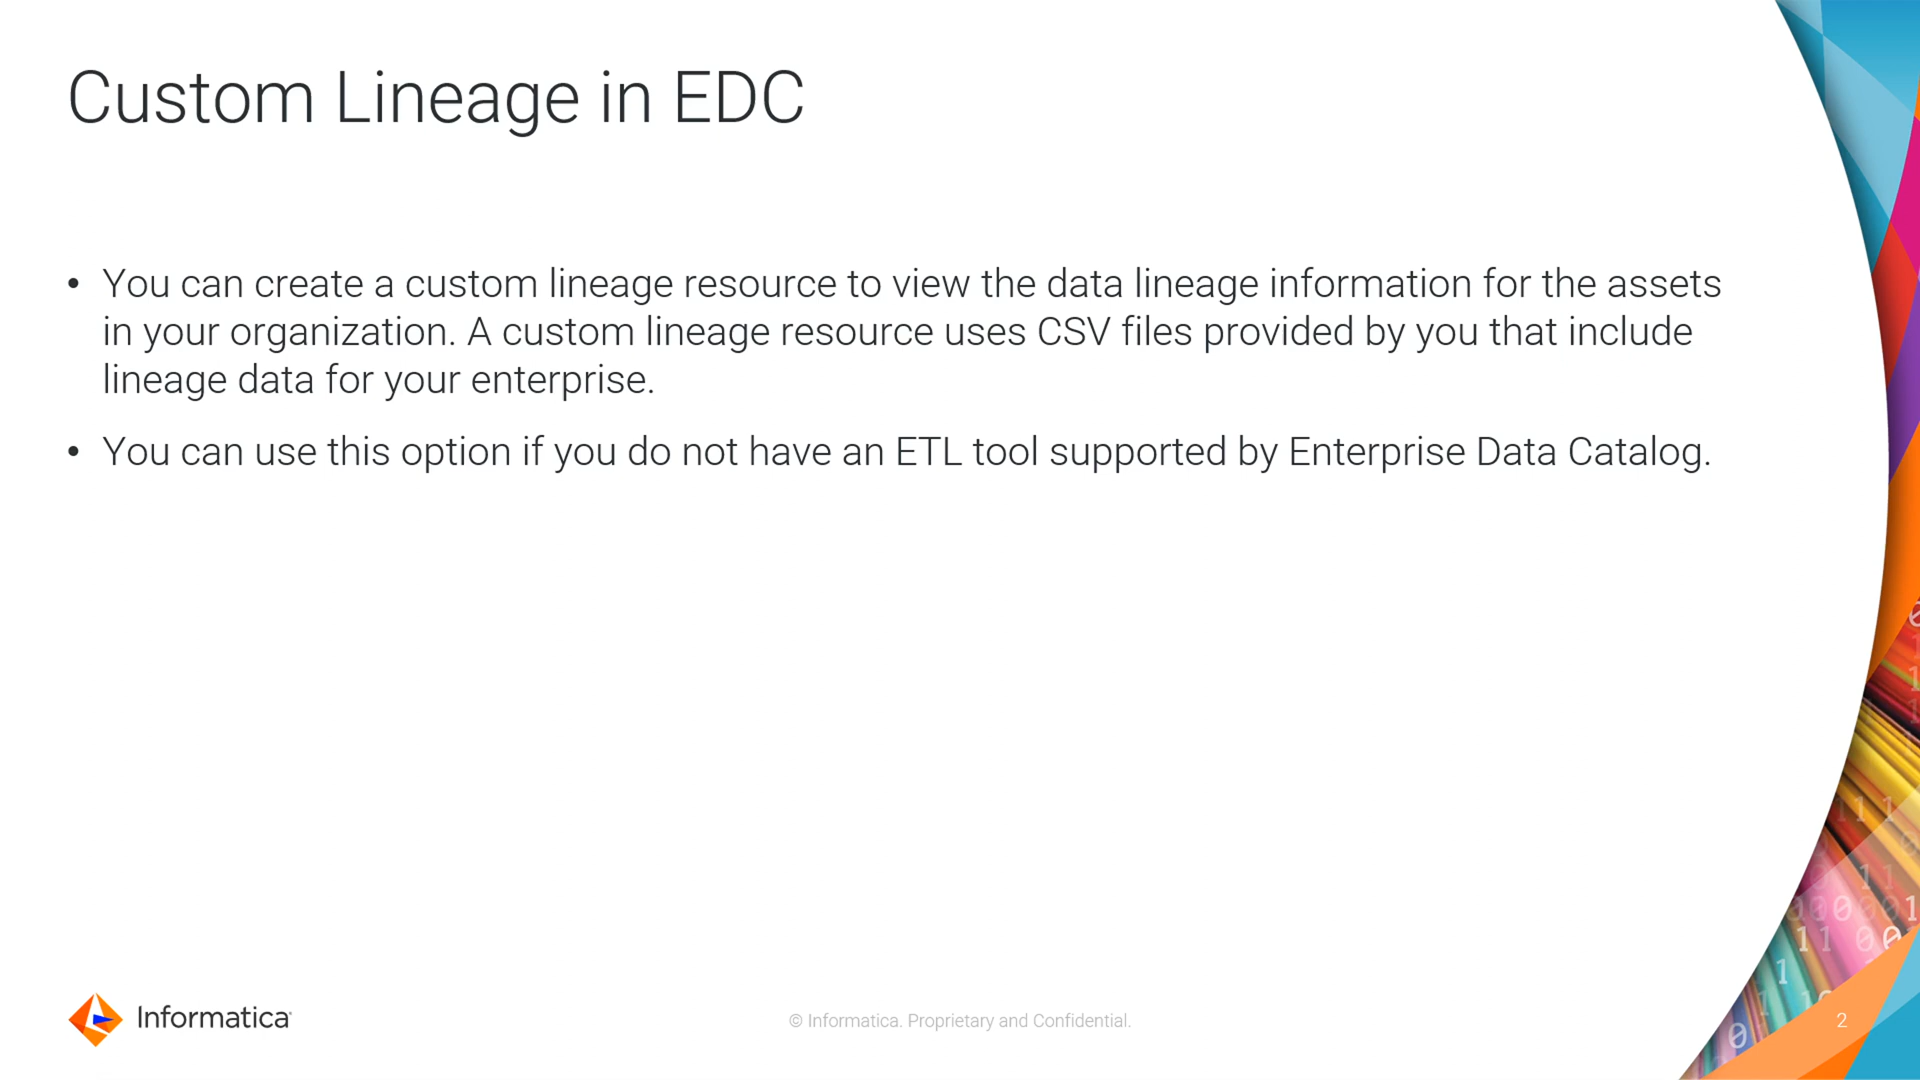 Custom Lineage in EDC
• You can create a custom lineage resource to view the data lineage information for the assets
in your organization. A custom lineage resource uses CSV files provided by you that include
lineage data for your enterprise.
• You can use this option if you do not have an ETL tool supported by Enterprise Data Catalog.
Informatica
© Informatica. Proprietary and Confidential.
2